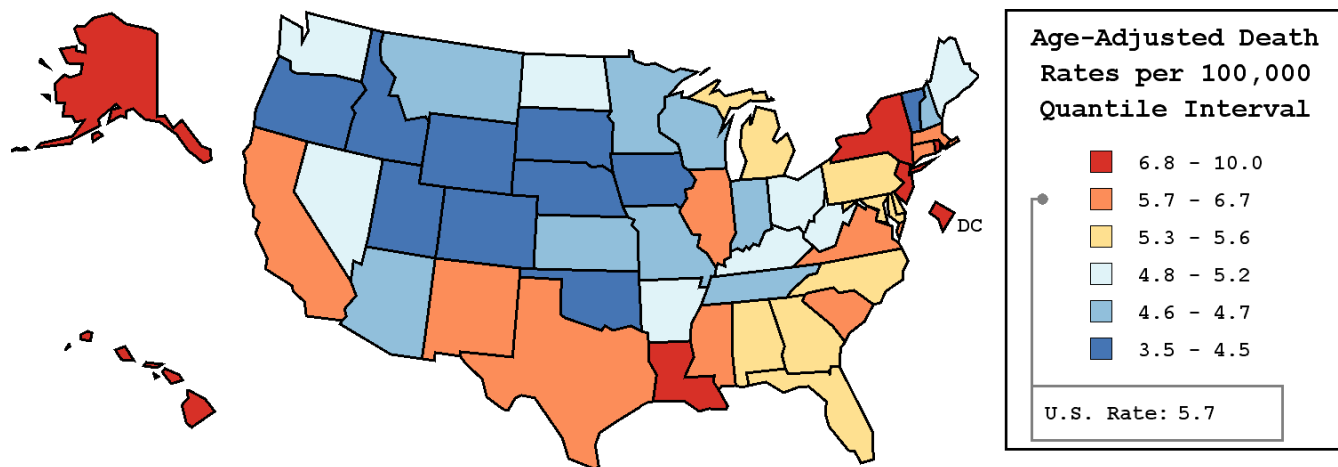 Age-Adjusted Death
Rates per 100,000
Quantile Interval
6.8 - 10.0
5.7 - 6.7
5.3 - 5.6
4.8 - 5.2
4.6 - 4.7
3.5 - 4.5
U.S. Rate: 5.7
DC